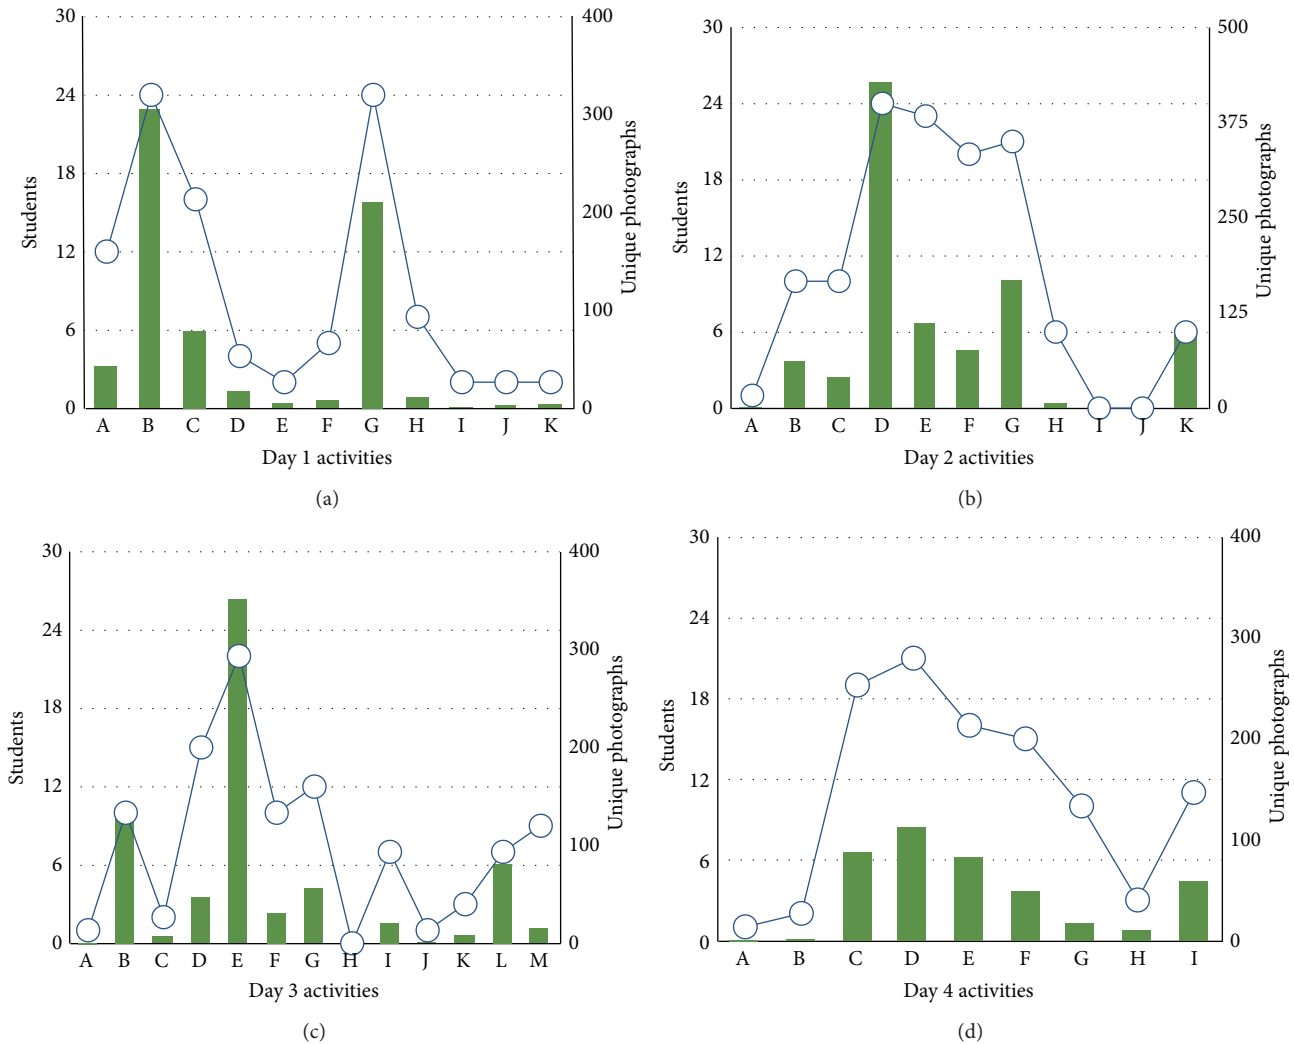 30
24
18
12
6
0
Students
400
300
200
100
0
Unique photographs
A B C D E F G H I J K
Day 1 activities
(a)
30
24
18
12
6
0
Students
500
375
250
125
0
Unique photographs
A B C D E F G H I J K
Day 2 activities
(b)
30
24
18
12
6
0
Students
400
300
200
100
0
Unique photographs
A B C D E F G H I J K L M
Day 3 activities
(c)
30
24
18
12
6
0
Students
400
300
200
100
0
Unique photographs
A B C D E F G H I
Day 4 activities
(d)